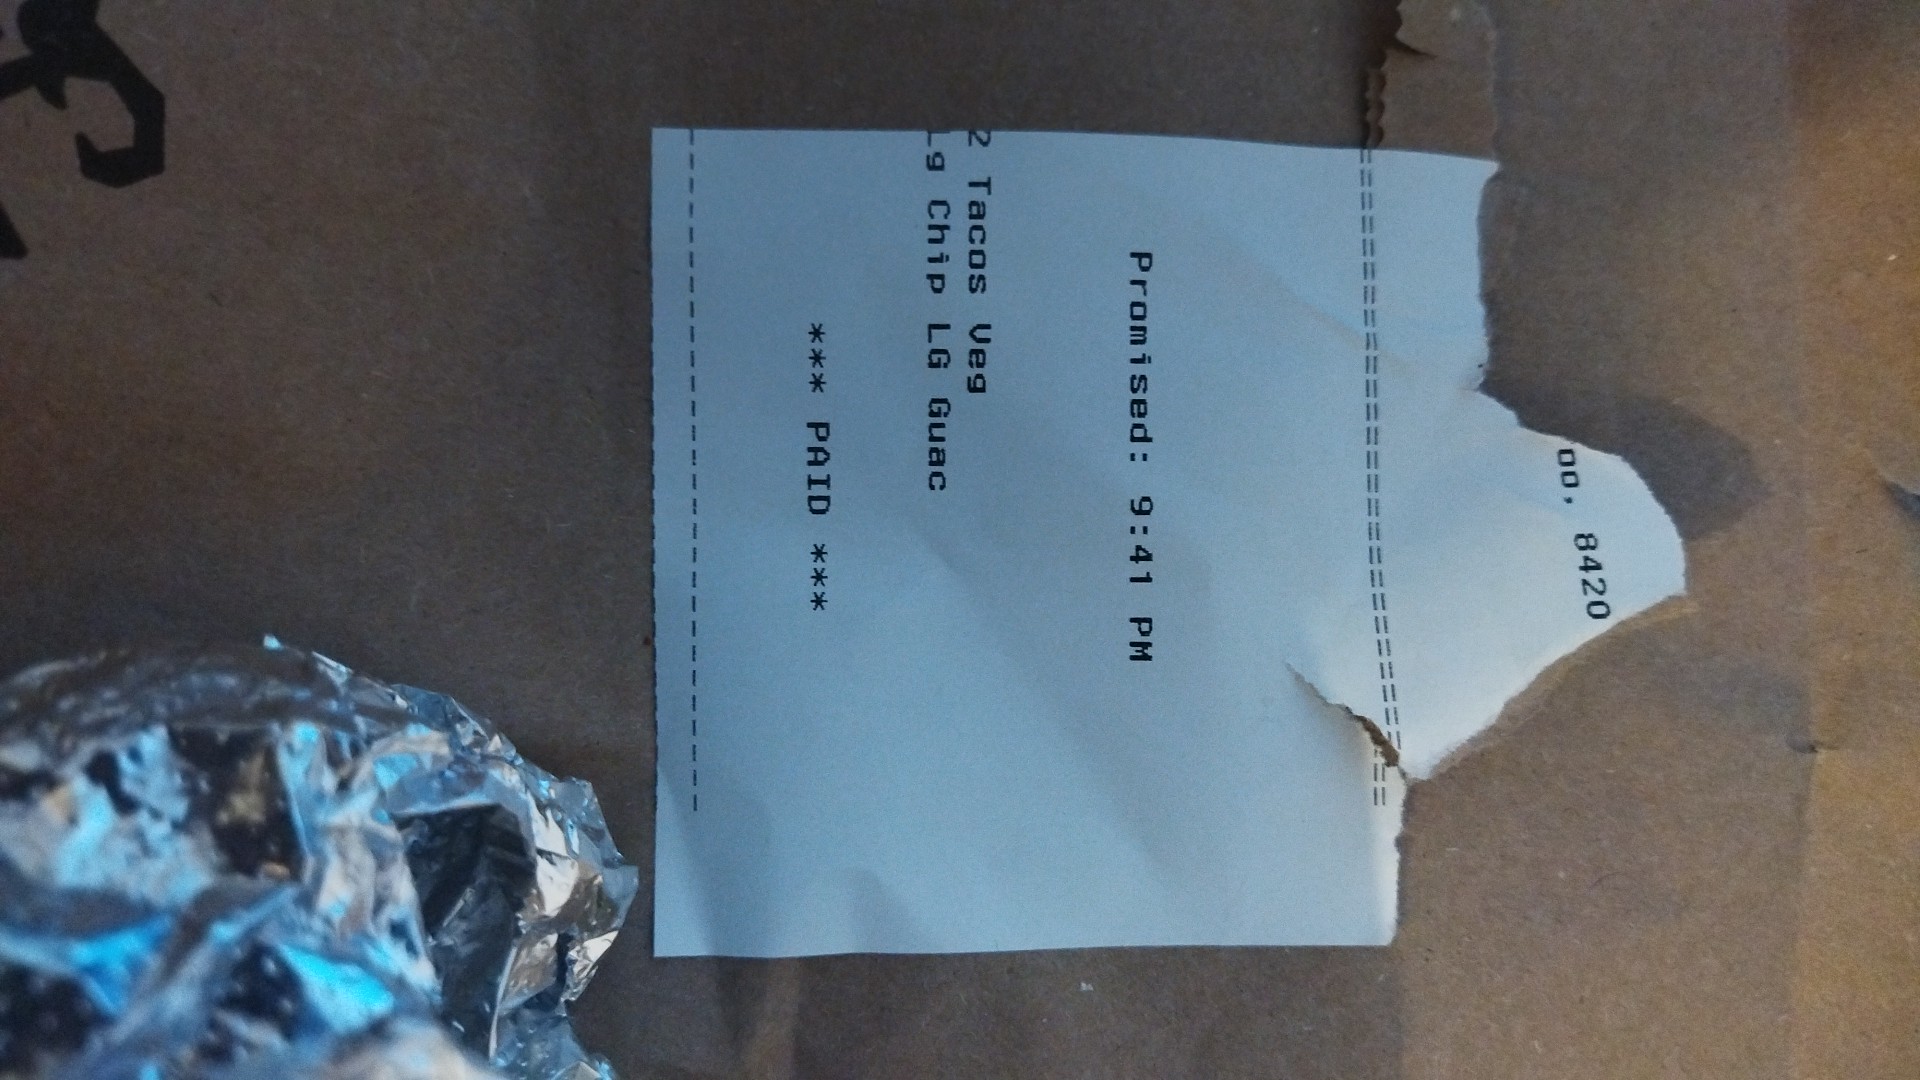 oo, 8420
================================
Promised: 9:41 PM
2 Tacos Veg
Lg Chip LG Guac
*** PAID ***
--------------------------------